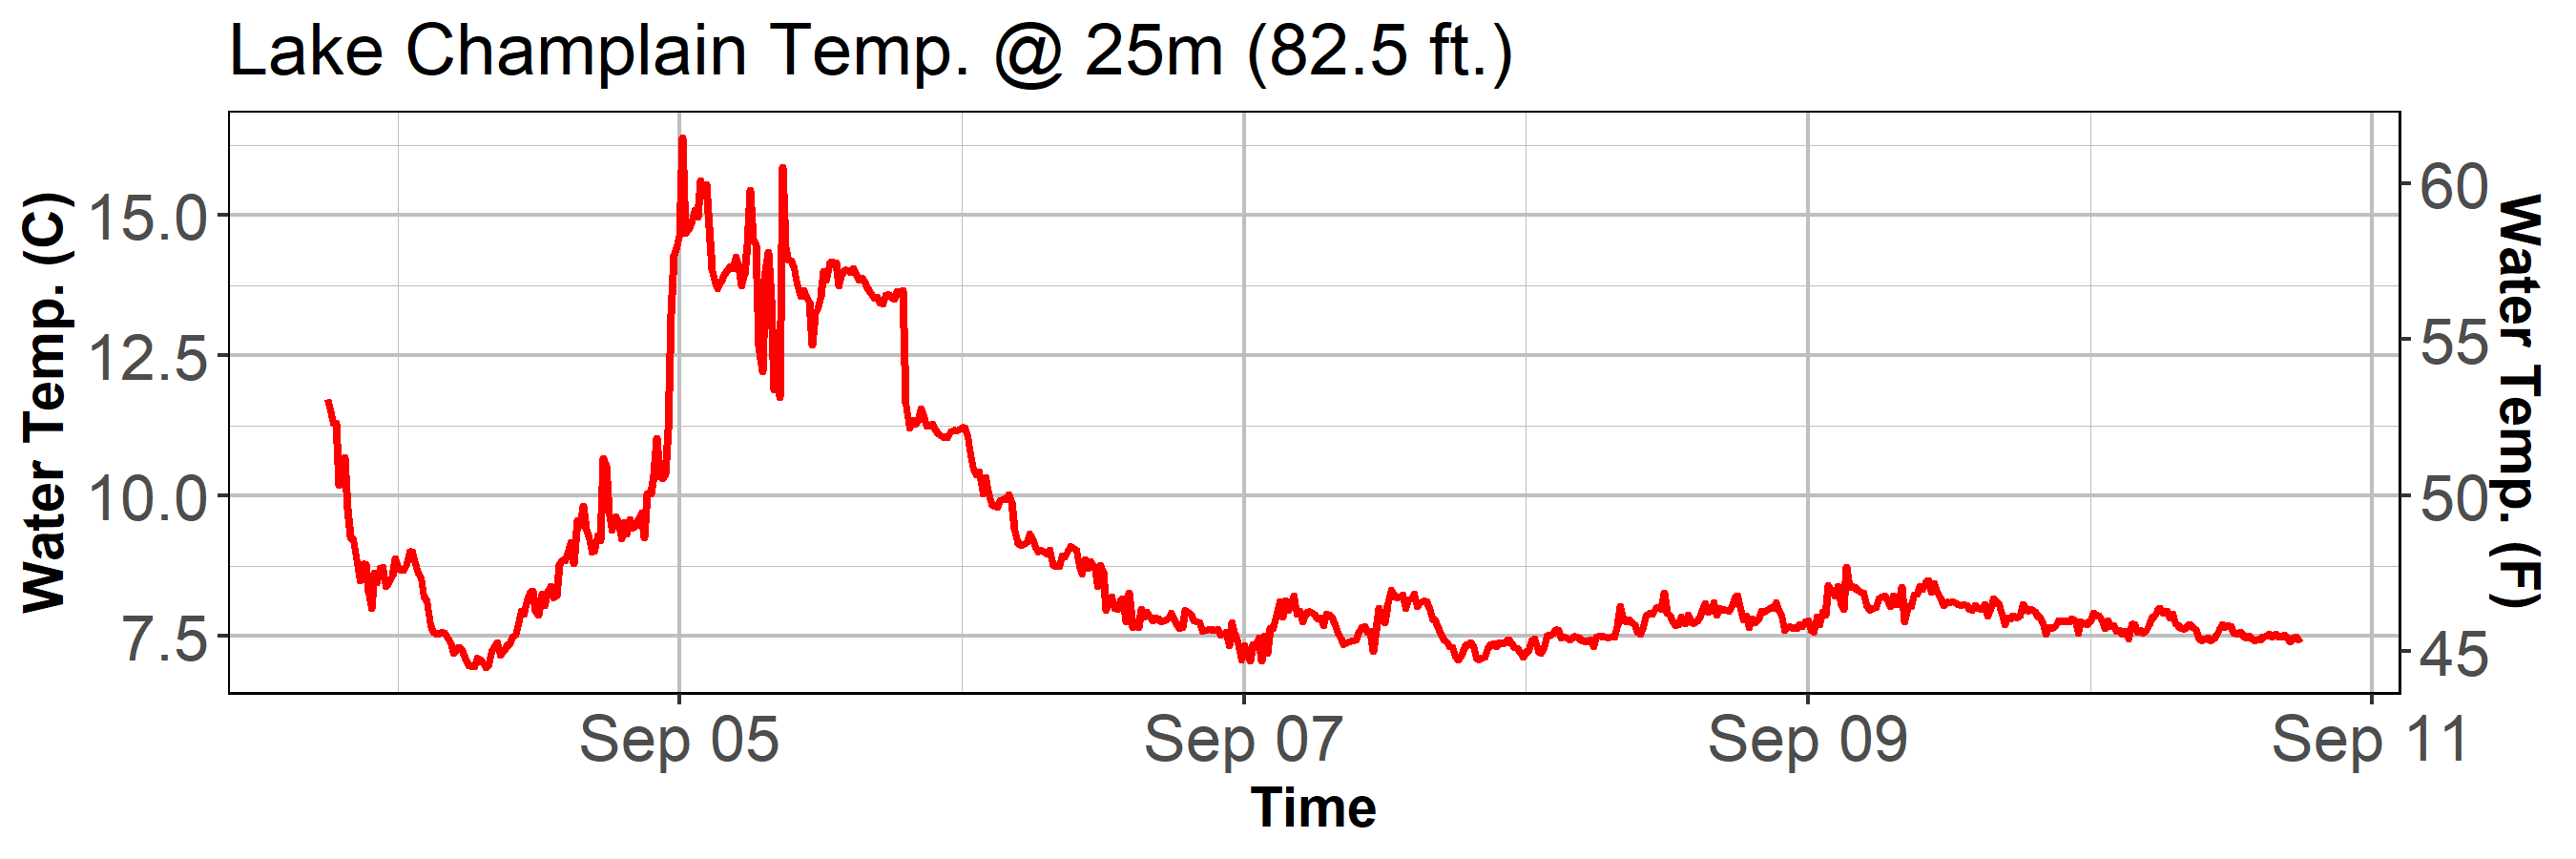 Lake Champlain Temp. @ 25m (82.5 ft.)
Water Temp. (C)
15.0
12.5
10.0
7.5
60
55
50
45
Water Temp. (F)
Sep 05
Sep 07
Sep 09
Sep 11
Time